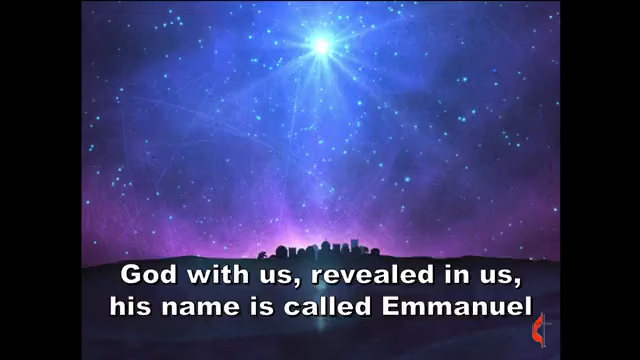 God with us, revealed in us,
his name is called Emmanuel